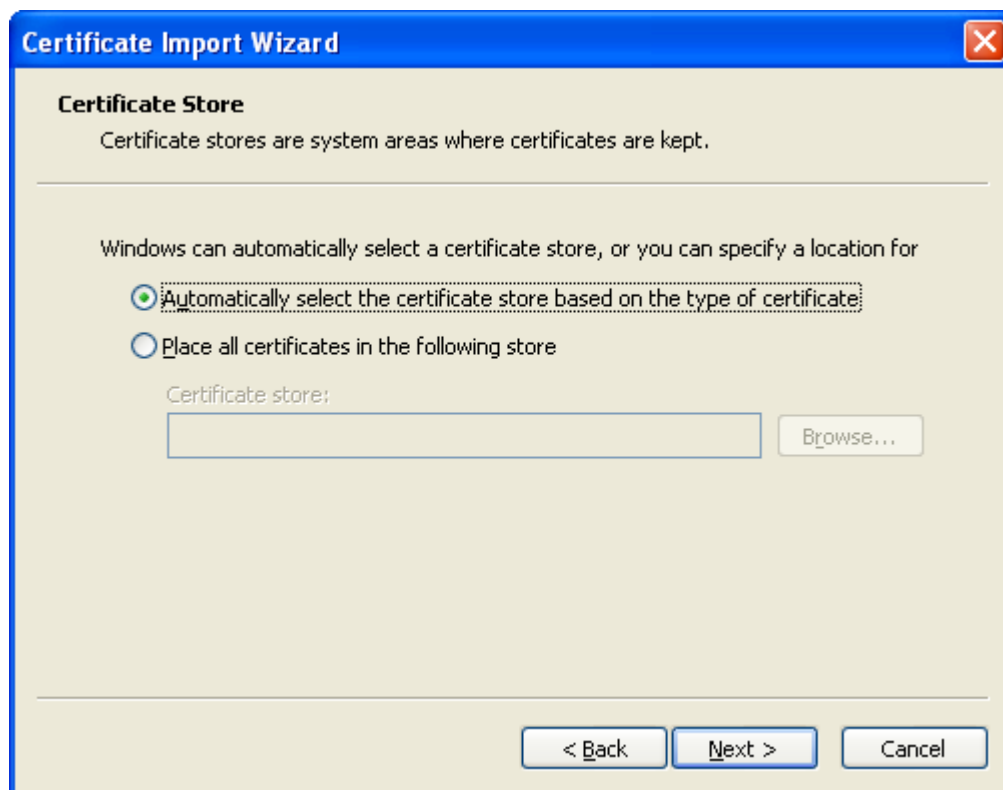 Certificate Import Wizard
Certificate Store
Certificate stores are system areas where certificates are kept.
Windows can automatically select a certificate store, or you can specify a location for
Automatically select the certificate store based on the type of certificate
Place all certificates in the following store
Certificate store:
Browse...
< Back
Next >
Cancel